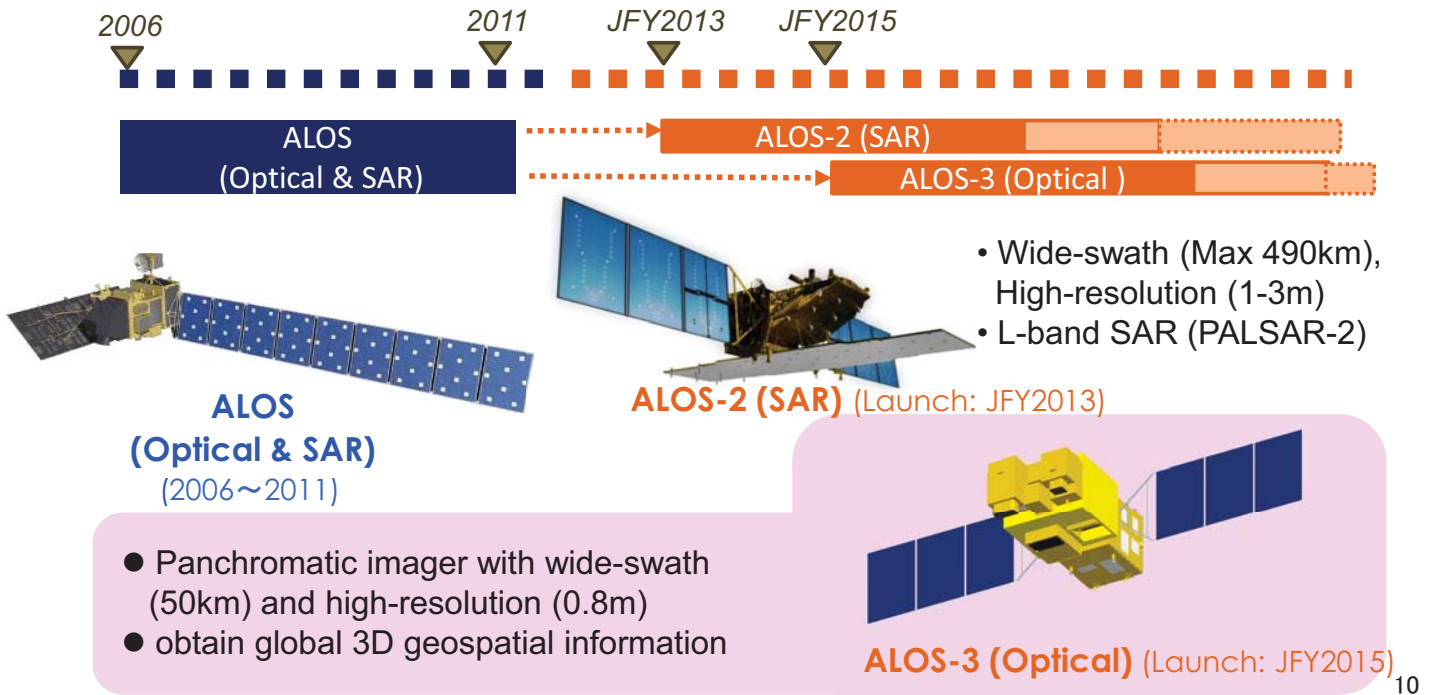 2006
2011
JFY2013
JFY2015
ALOS
(Optical & SAR)
ALOS-2 (SAR)
ALOS-3 (Optical )
• Wide-swath (Max 490km),
High-resolution (1-3m)
• L-band SAR (PALSAR-2)
ALOS
(Optical & SAR)
(2006～2011)
ALOS-2 (SAR) (Launch: JFY2013)
● Panchromatic imager with wide-swath
(50km) and high-resolution (0.8m)
● obtain global 3D geospatial information
ALOS-3 (Optical) (Launch: JFY2015)
10